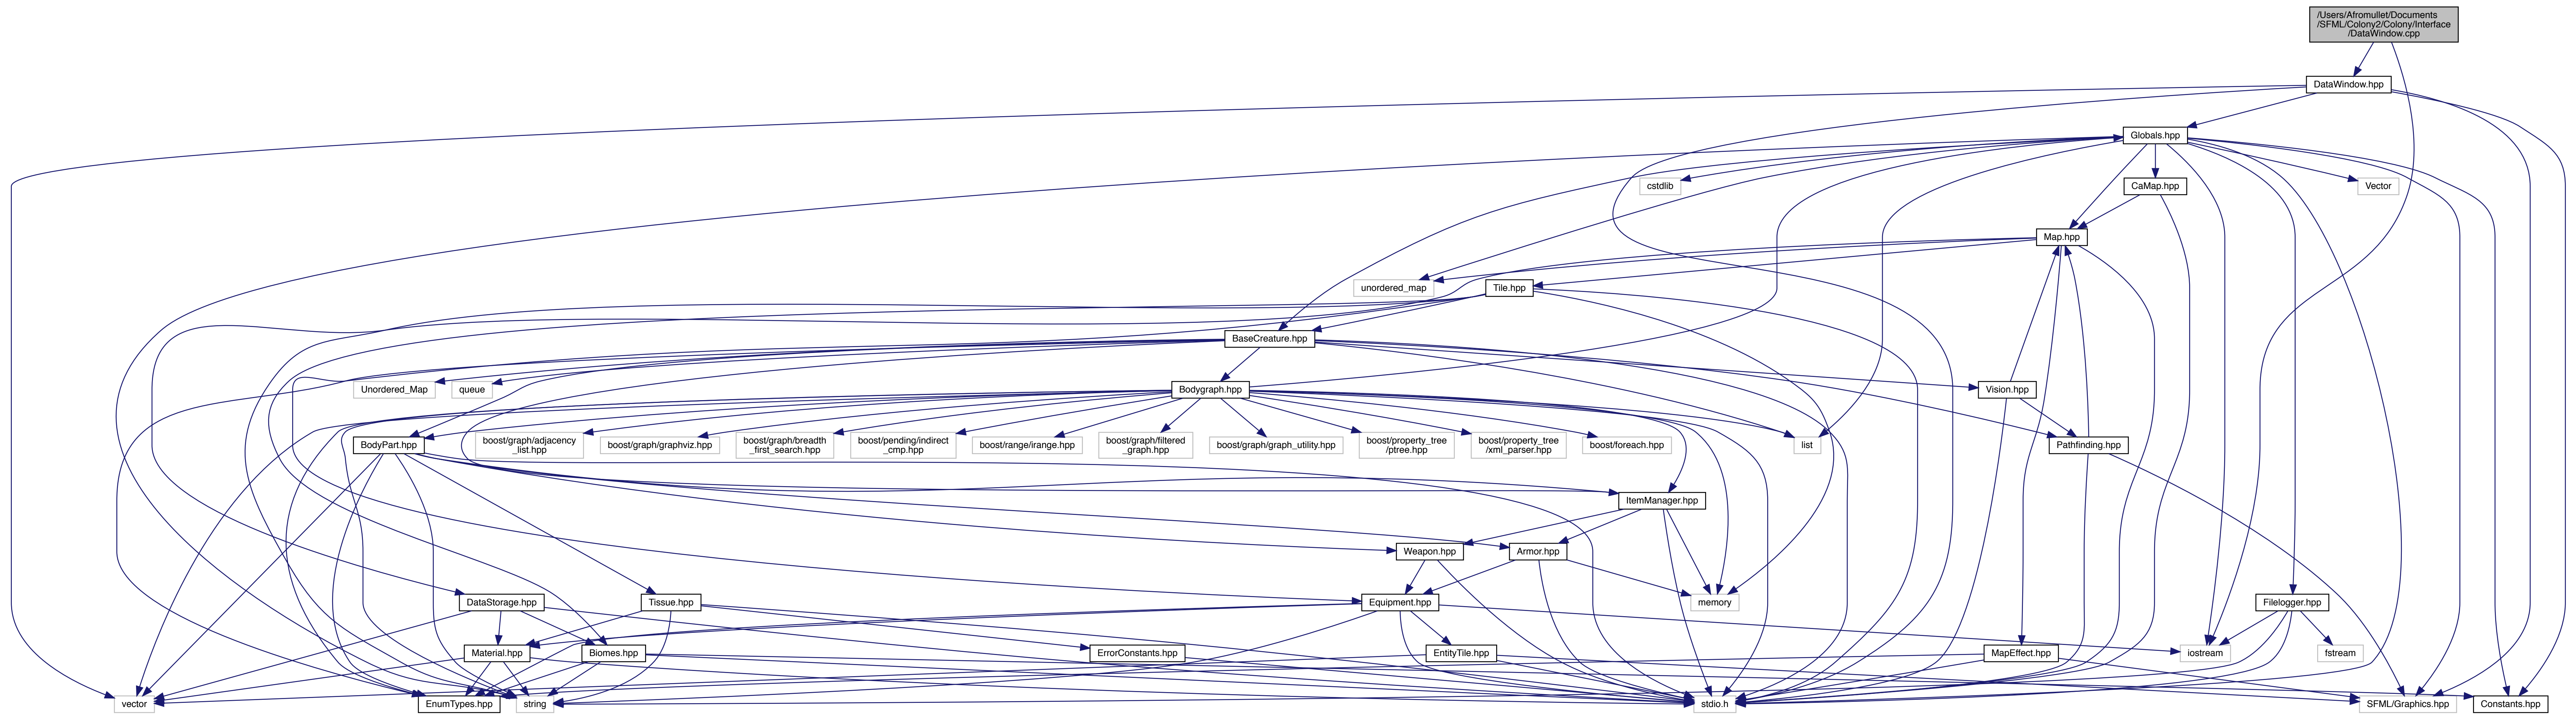 /Users/Afromullet/Documents
/SFML/Colony2/Colony/Interface
/DataWindow.cpp
DataWindow.hpp
Globals.hpp
cstdlib
CaMap.hpp
Vector
Map.hpp
unordered_map
Tile.hpp
BaseCreature.hpp
Unordered_Map
queue
Bodygraph.hpp
Vision.hpp
BodyPart.hpp
boost/graph/adjacency
_list.hpp
boost/graph/graphviz.hpp
boost/graph/breadth
_first_search.hpp
boost/pending/indirect
_cmp.hpp
boost/range/irange.hpp
boost/graph/filtered
_graph.hpp
boost/graph/graph_utility.hpp
boost/property_tree
/ptree.hpp
boost/property_tree
/xml_parser.hpp
boost/foreach.hpp
list
Pathfinding.hpp
ItemManager.hpp
Weapon.hpp
Armor.hpp
DataStorage.hpp
Tissue.hpp
Equipment.hpp
memory
Filelogger.hpp
Material.hpp
Biomes.hpp
ErrorConstants.hpp
EntityTile.hpp
MapEffect.hpp
iostream
fstream
vector
EnumTypes.hpp
string
stdio.h
SFML/Graphics.hpp
Constants.hpp